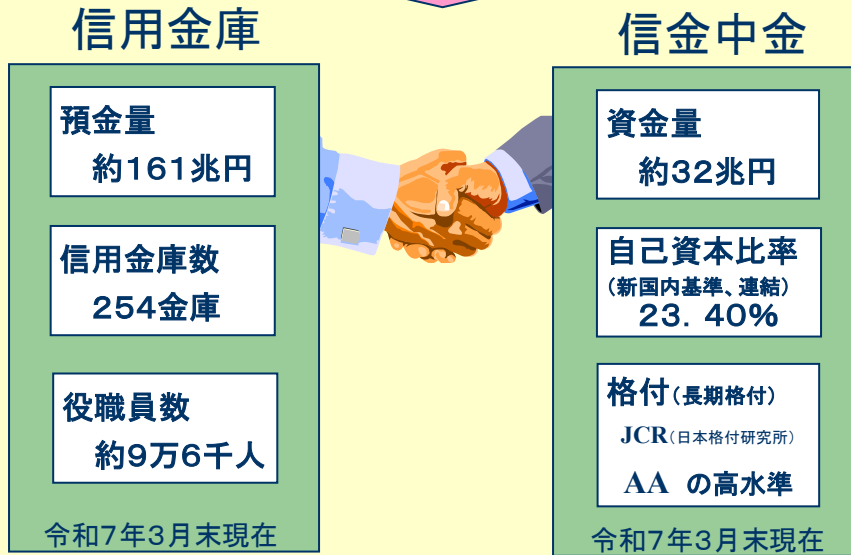 信用金庫
預金量
約161兆円
信用金庫数
254金庫
役職員数
約9万6千人
令和7年3月末現在
信金中金
資金量
約32兆円
自己資本比率
(新国内基準、連結)
23.40%
格付(長期格付)
JCR(日本格付研究所)
AA の高水準
令和7年3月末現在